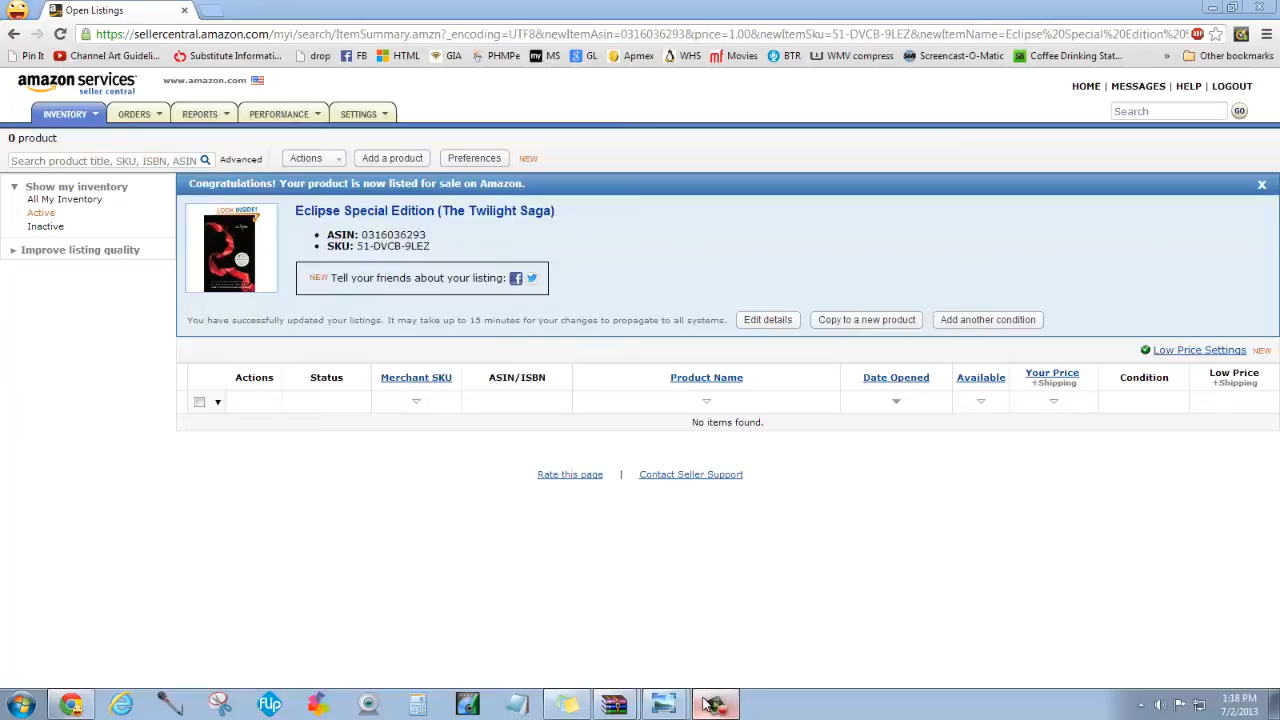 Open Listings
https://sellercentral.amazon.com/myi/search/ItemSummary.amzn?_encoding=UTF8&newItemAsin=0316036293&price=1.00&newItemSku=51-DVCB-9LEZ&newItemName=Eclipse%20Special%20Edition%20%5
Pin It Channel Art Guideli... Substitute Informatio... FB HTML GIA PHMPe MS GL Apmex WHS Movies BTR WMV compress Screencast-O-Matic Coffee Drinking Stat... » Other bookmarks
amazon services
seller central
www.amazon.com
HOME | MESSAGES | HELP | LOGOUT
INVENTORY ORDERS REPORTS PERFORMANCE SETTINGS
Search GO
0 product
Search product title, SKU, ISBN, ASIN Advanced Actions Add a product Preferences NEW
Show my inventory
All My Inventory
Active
Inactive
Improve listing quality
Congratulations! Your product is now listed for sale on Amazon. X
LOOK INSIDE!
eclipse
Eclipse Special Edition (The Twilight Saga)
• ASIN: 0316036293
• SKU: 51-DVCB-9LEZ
NEW Tell your friends about your listing:
You have successfully updated your listings. It may take up to 15 minutes for your changes to propagate to all systems. Edit details Copy to a new product Add another condition
Low Price Settings NEW
Actions Status Merchant SKU ASIN/ISBN Product Name Date Opened Available Your Price +Shipping Condition Low Price +Shipping
No items found.
Rate this page | Contact Seller Support
FLIP
1:18 PM
7/2/2013